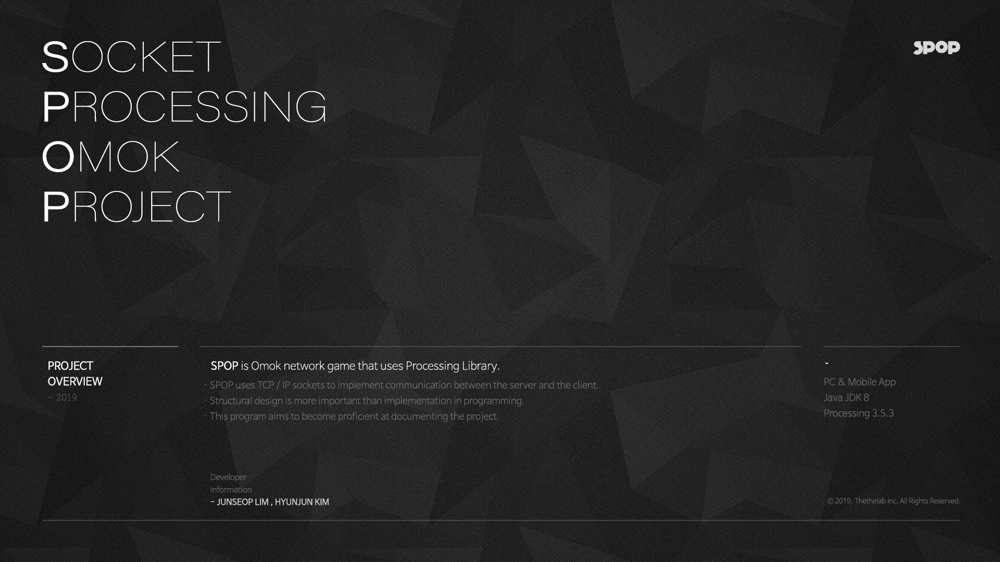 SOCKET
PROCESSING
OMOK
PROJECT
SPOP
PROJECT
OVERVIEW
- 2019
SPOP is Omok network game that uses Processing Library.
· SPOP uses TCP / IP sockets to implement communication between the server and the client.
· Structural design is more important than implementation in programming.
· This program aims to become proficient at documenting the project.
-
PC & Mobile App
Java JDK 8
Processing 3.5.3
Developer
Information
- JUNSEOP LIM , HYUNJUN KIM
© 2019. Thethelab Inc. All Rights Reserved.